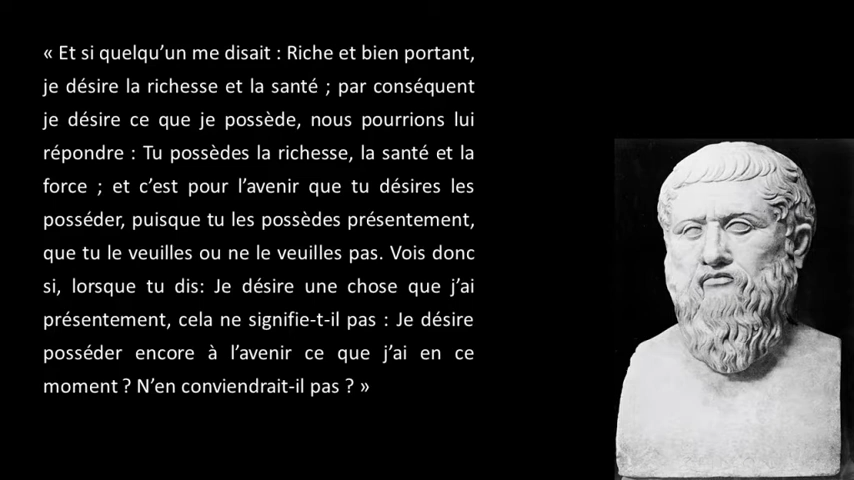 « Et si quelqu’un me disait : Riche et bien portant,
je désire la richesse et la santé ; par conséquent
je désire ce que je possède, nous pourrions lui
répondre : Tu possèdes la richesse, la santé et la
force ; et c’est pour l’avenir que tu désires les
posséder, puisque tu les possèdes présentement,
que tu le veuilles ou ne le veuilles pas. Vois donc
si, lorsque tu dis: Je désire une chose que j’ai
présentement, cela ne signifie-t-il pas : Je désire
posséder encore à l’avenir ce que j’ai en ce
moment ? N’en conviendrait-il pas ? »